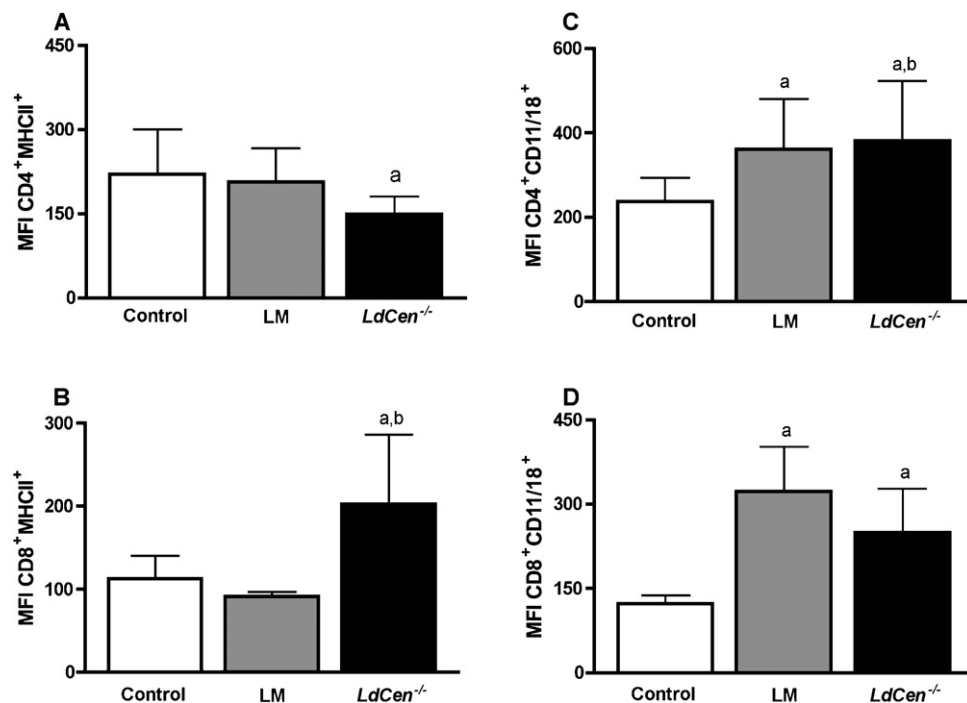 A
MFI CD4⁺MHCII⁺
450
300
150
0
a
Control LM LdCen⁻/⁻
C
MFI CD4⁺CD11/18⁺
600
400
200
0
a
a,b
Control LM LdCen⁻/⁻
B
MFI CD8⁺MHCII⁺
300
200
100
0
a,b
Control LM LdCen⁻/⁻
D
MFI CD8⁺CD11/18⁺
450
300
150
0
a
a
Control LM LdCen⁻/⁻